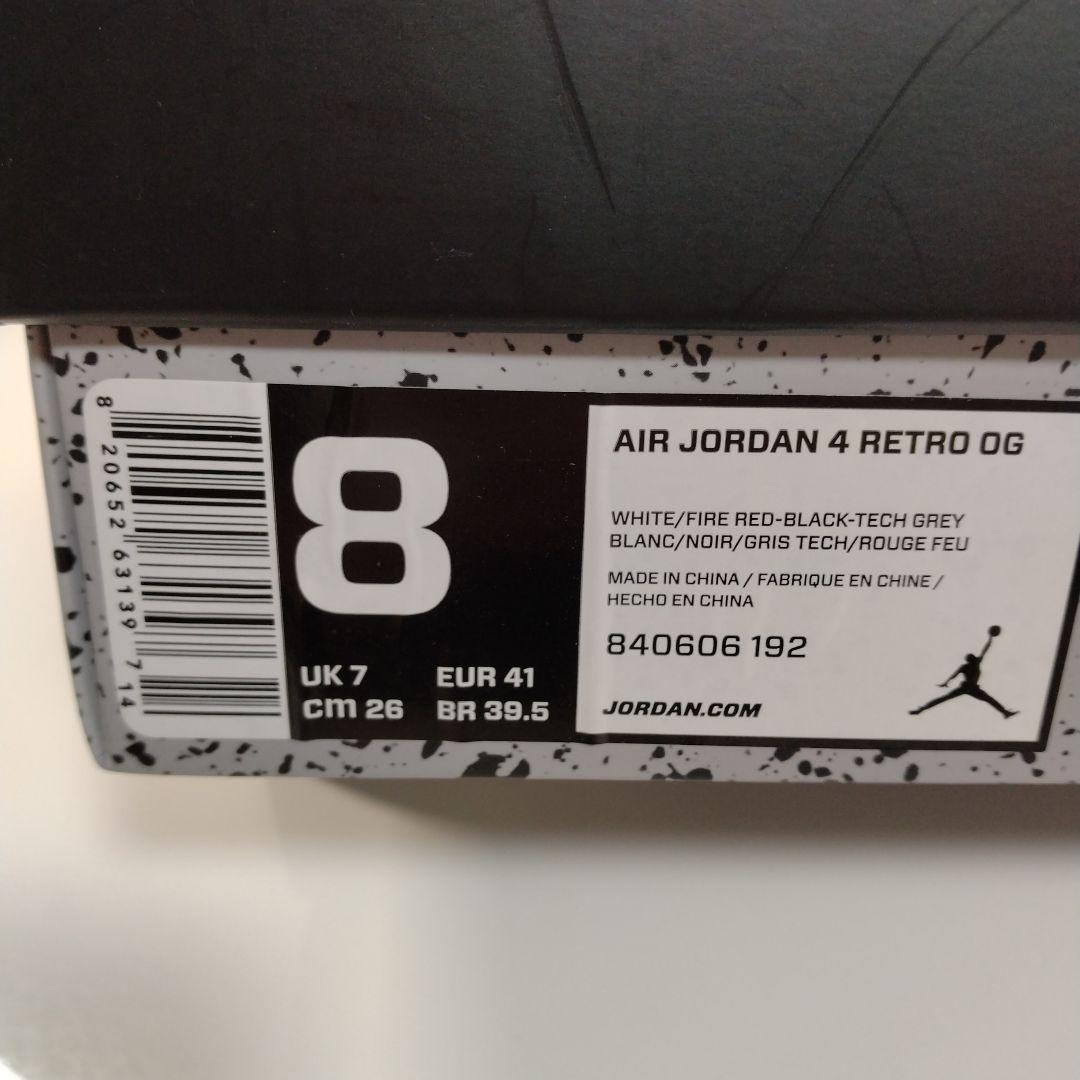 8 20652 63139 7 14
8
UK 7 EUR 41
cm 26 BR 39.5
AIR JORDAN 4 RETRO OG
WHITE/FIRE RED-BLACK-TECH GREY
BLANC/NOIR/GRIS TECH/ROUGE FEU
MADE IN CHINA / FABRIQUE EN CHINE /
HECHO EN CHINA
840606 192
JORDAN.COM